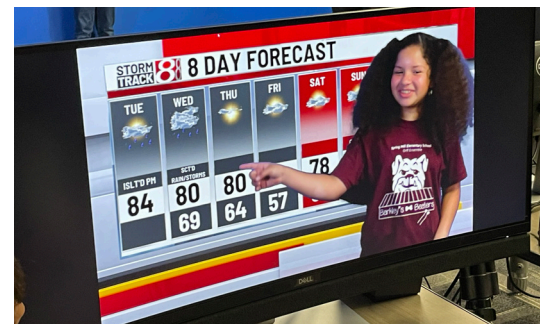 STORM TRACK 8 8 DAY FORECAST
TUE WED THU FRI SAT SUN
ISLT'D PM SCT'D RAIN/STORMS
84 80 80 57 78
69 64
Barkley's Beaters
DELL